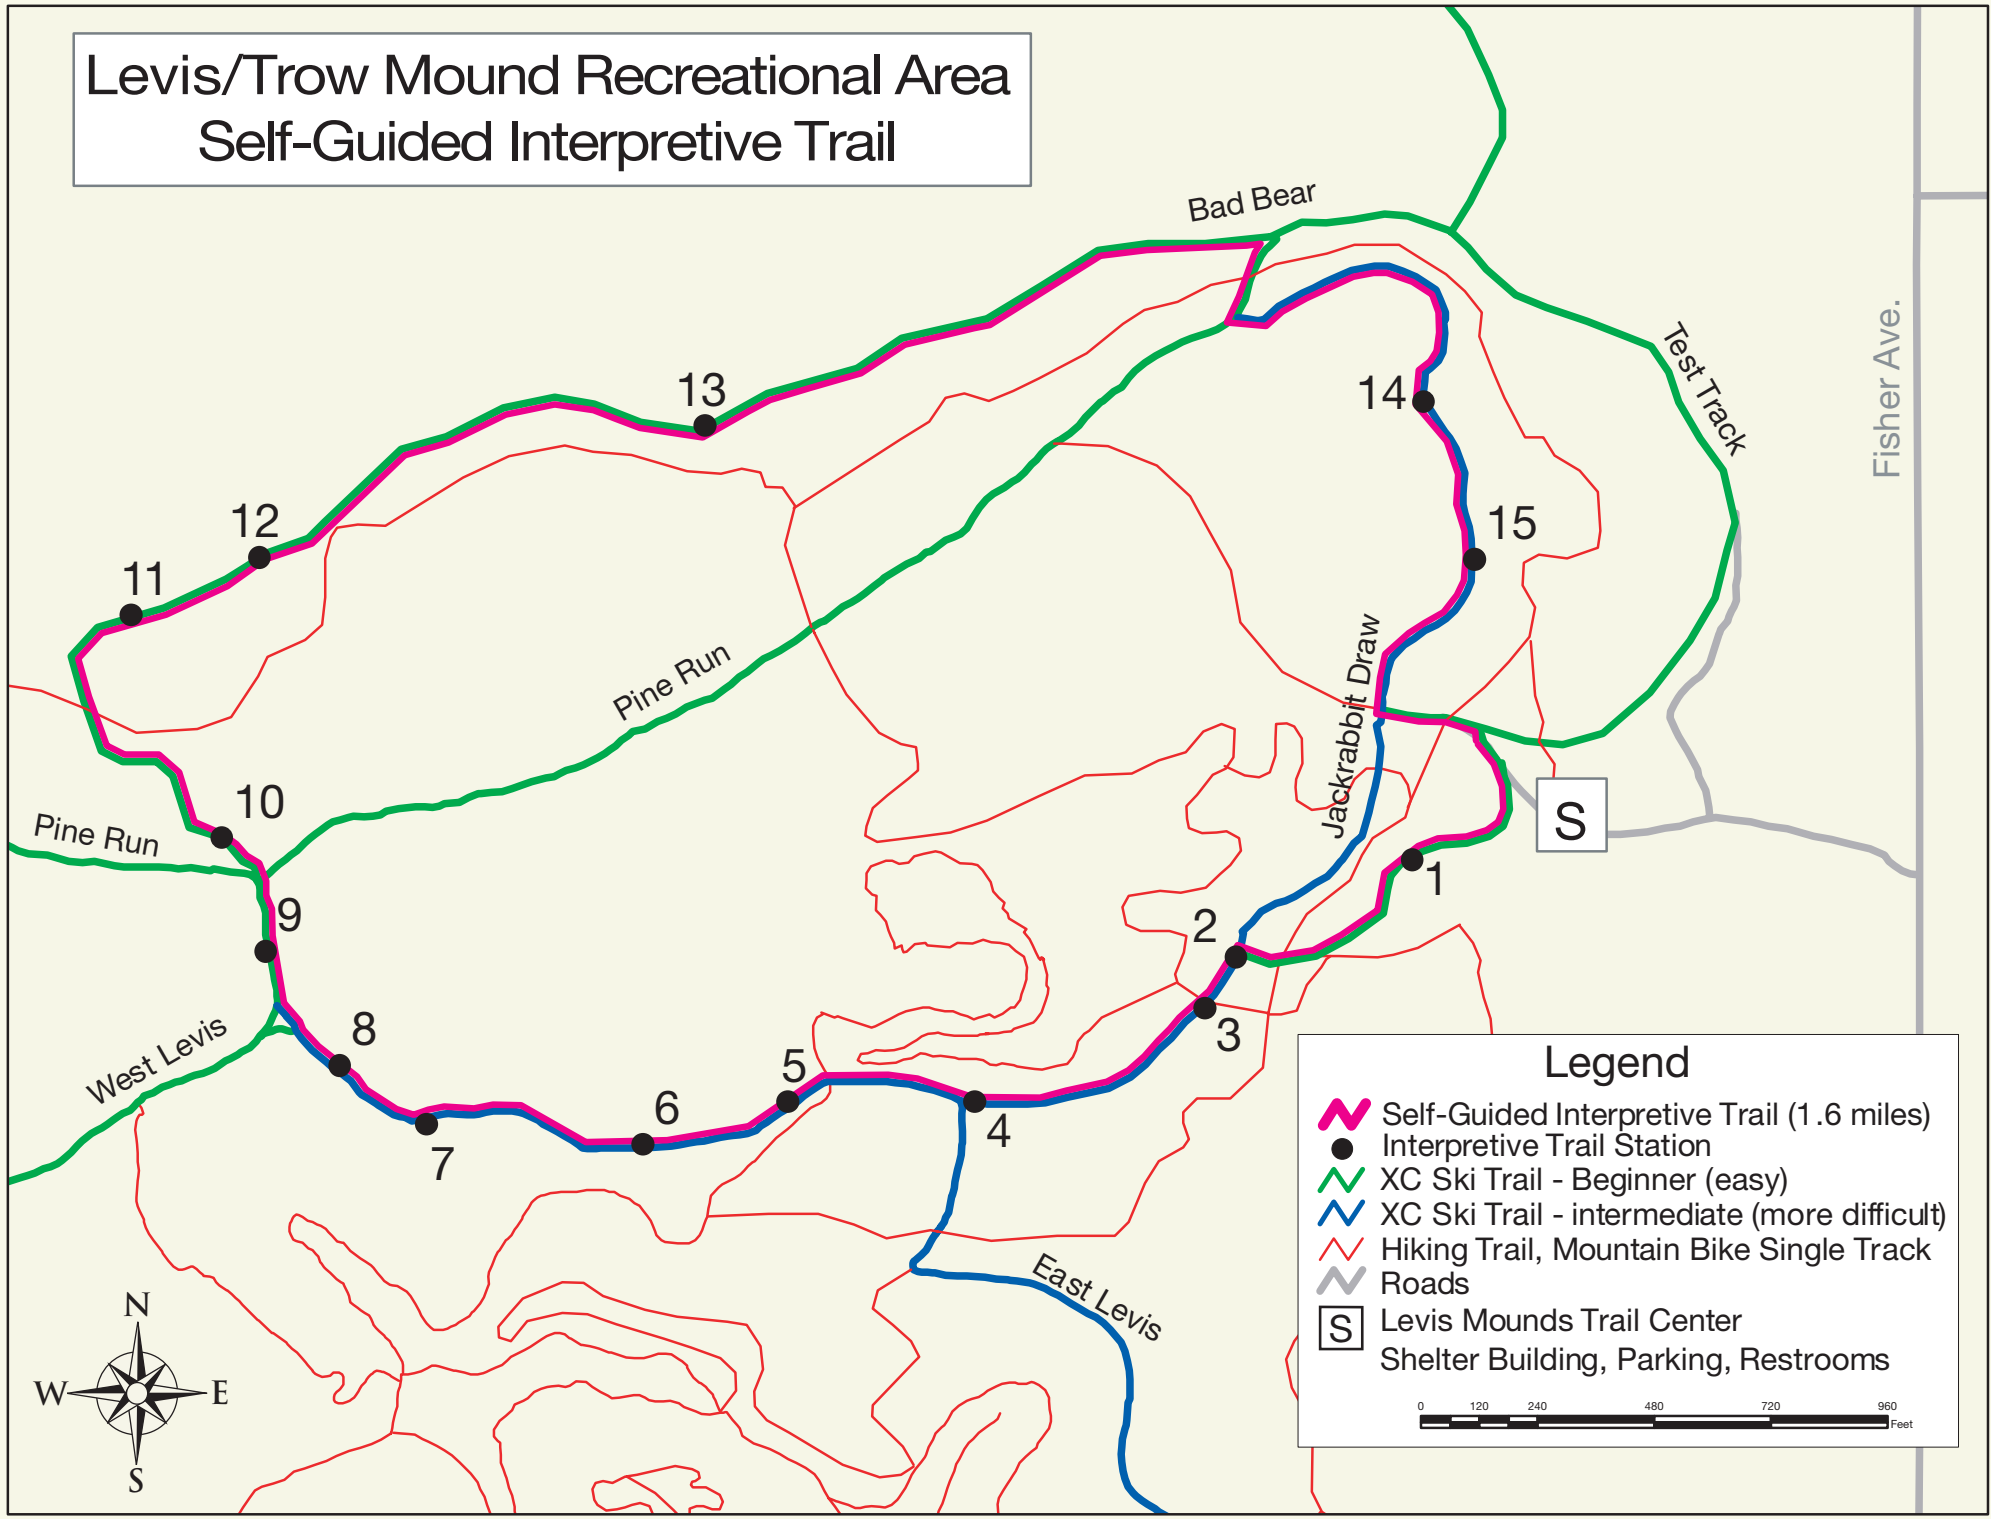 Levis/Trow Mound Recreational Area
Self-Guided Interpretive Trail
Bad Bear
Test Track
Fisher Ave.
13
14
12
15
11
Pine Run
Jackrabbit Draw
10
Pine Run
S
1
9
2
8
3
West Levis
5
6
4
7
East Levis
Legend
Self-Guided Interpretive Trail (1.6 miles)
Interpretive Trail Station
XC Ski Trail - Beginner (easy)
XC Ski Trail - intermediate (more difficult)
Hiking Trail, Mountain Bike Single Track
Roads
S Levis Mounds Trail Center
Shelter Building, Parking, Restrooms
0 120 240 480 720 960
Feet
N
W E
S